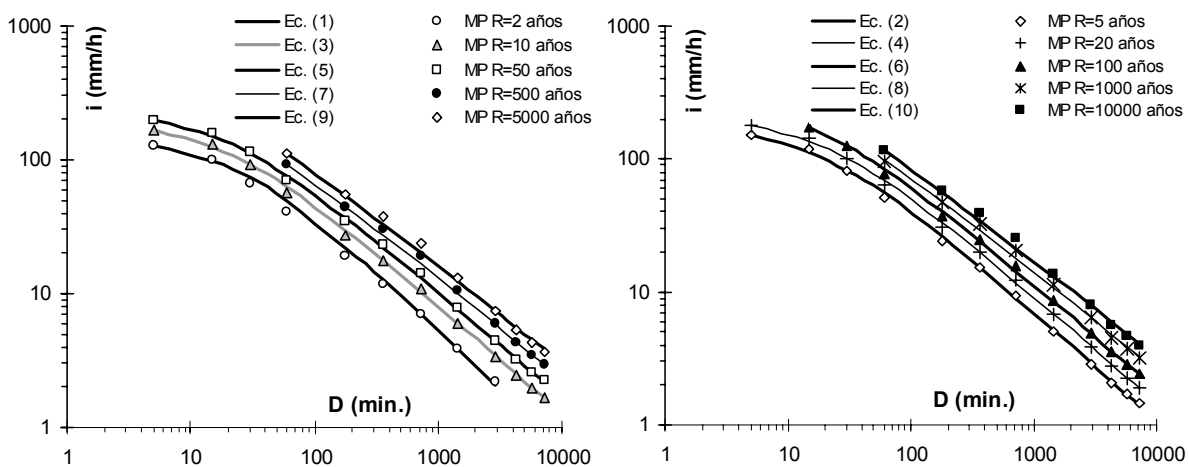 1000
100
10
1
i (mm/h)
Ec. (1)
Ec. (3)
Ec. (5)
Ec. (7)
Ec. (9)
MP R=2 años
MP R=10 años
MP R=50 años
MP R=500 años
MP R=5000 años
D (min.)
1 10 100 1000 10000
1000
100
10
1
i (mm/h)
Ec. (2)
Ec. (4)
Ec. (6)
Ec. (8)
Ec. (10)
MP R=5 años
MP R=20 años
MP R=100 años
MP R=1000 años
MP R=10000 años
D (min.)
1 10 100 1000 10000